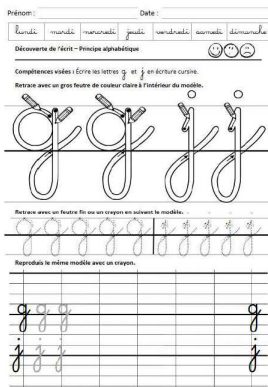 Prénom : Date :
lundi mardi mercredi jeudi vendredi samedi dimanche
Découverte de l'écrit – Principe alphabétique
Compétences visées : Écrire les lettres g et j en écriture cursive.
Retrace avec un gros feutre de couleur claire à l'intérieur du modèle.
g g j j
Retrace avec un feutre fin ou un crayon en suivant le modèle.
g g g g g j j j j j
Reproduis le même modèle avec un crayon.
g g g g
j j j j